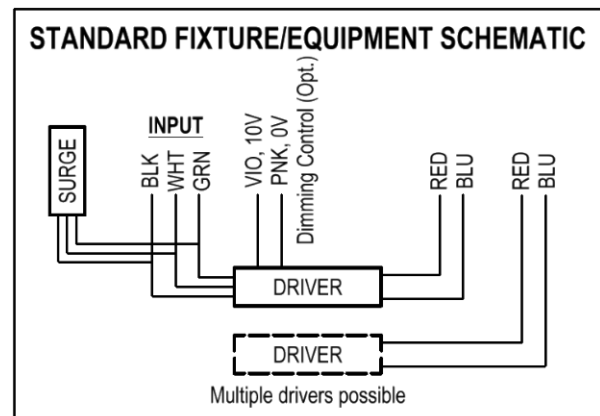 STANDARD FIXTURE/EQUIPMENT SCHEMATIC
SURGE
INPUT
BLK
WHT
GRN
VIO, 10V
PNK, 0V
Dimming Control (Opt.)
RED
BLU
RED
BLU
DRIVER
DRIVER
Multiple drivers possible